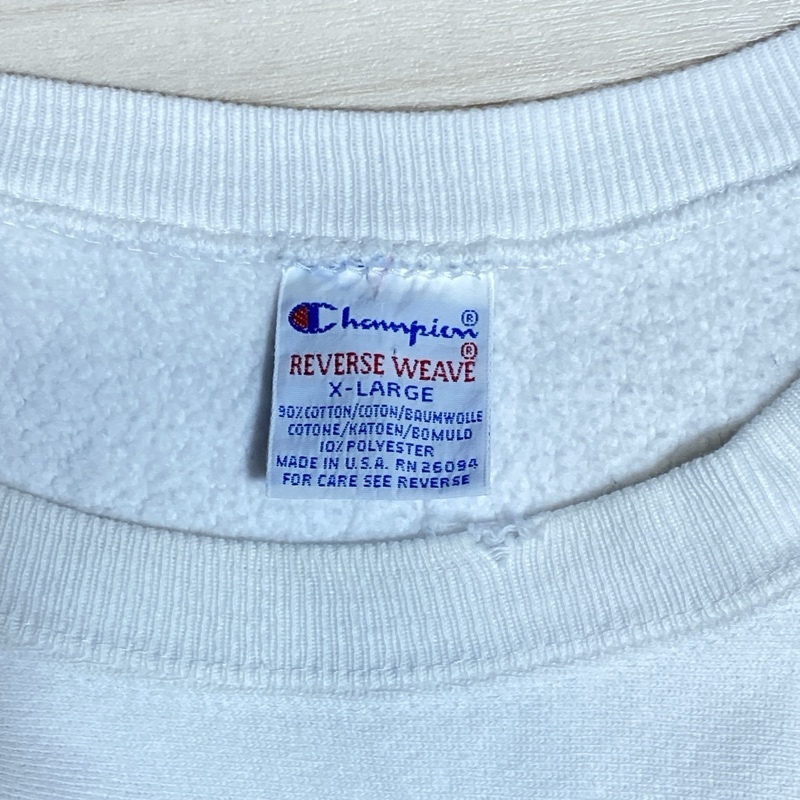 Champion®
REVERSE WEAVE®
X-LARGE
90% COTTON/COTON/BAUMWOLLE
COTONE/KATOEN/BOMULD
10% POLYESTER
MADE IN U.S.A. RN 26094
FOR CARE SEE REVERSE